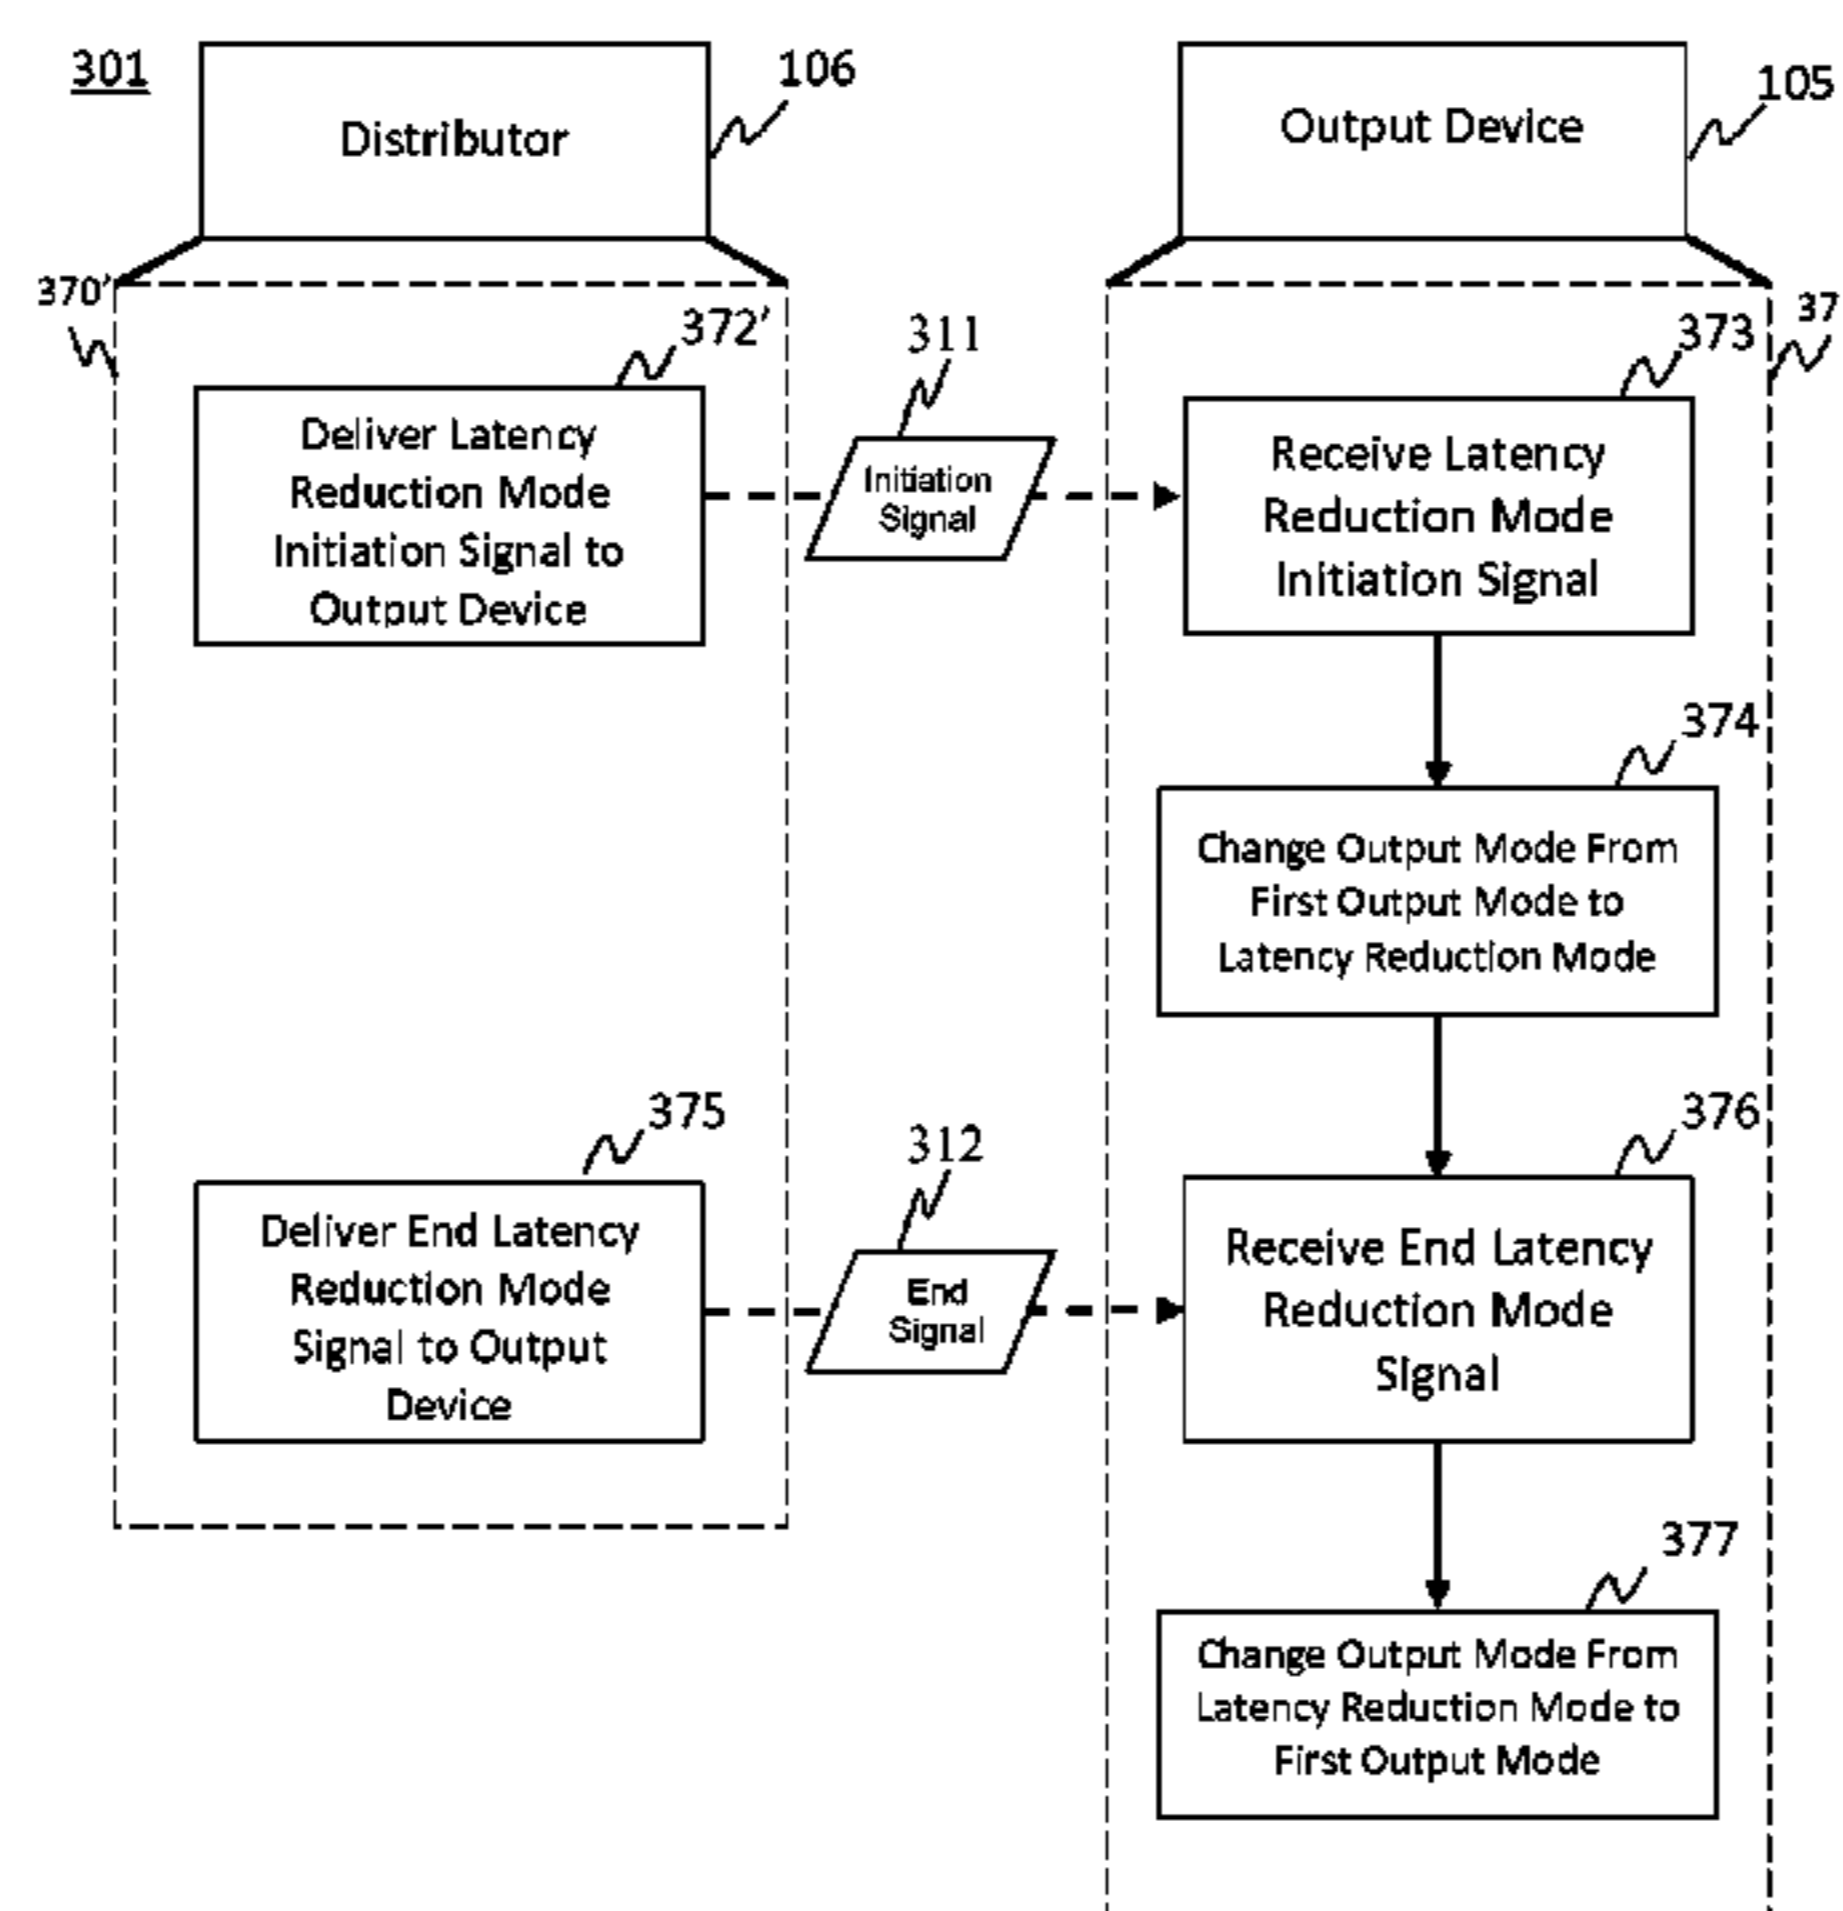 301
Distributor
106
Output Device
105
370'
372'
Deliver Latency
Reduction Mode
Initiation Signal to
Output Device
311
Initiation
Signal
373
37
Receive Latency
Reduction Mode
Initiation Signal
374
Change Output Mode From
First Output Mode to
Latency Reduction Mode
375
Deliver End Latency
Reduction Mode
Signal to Output
Device
312
End
Signal
376
Receive End Latency
Reduction Mode
Signal
377
Change Output Mode From
Latency Reduction Mode to
First Output Mode